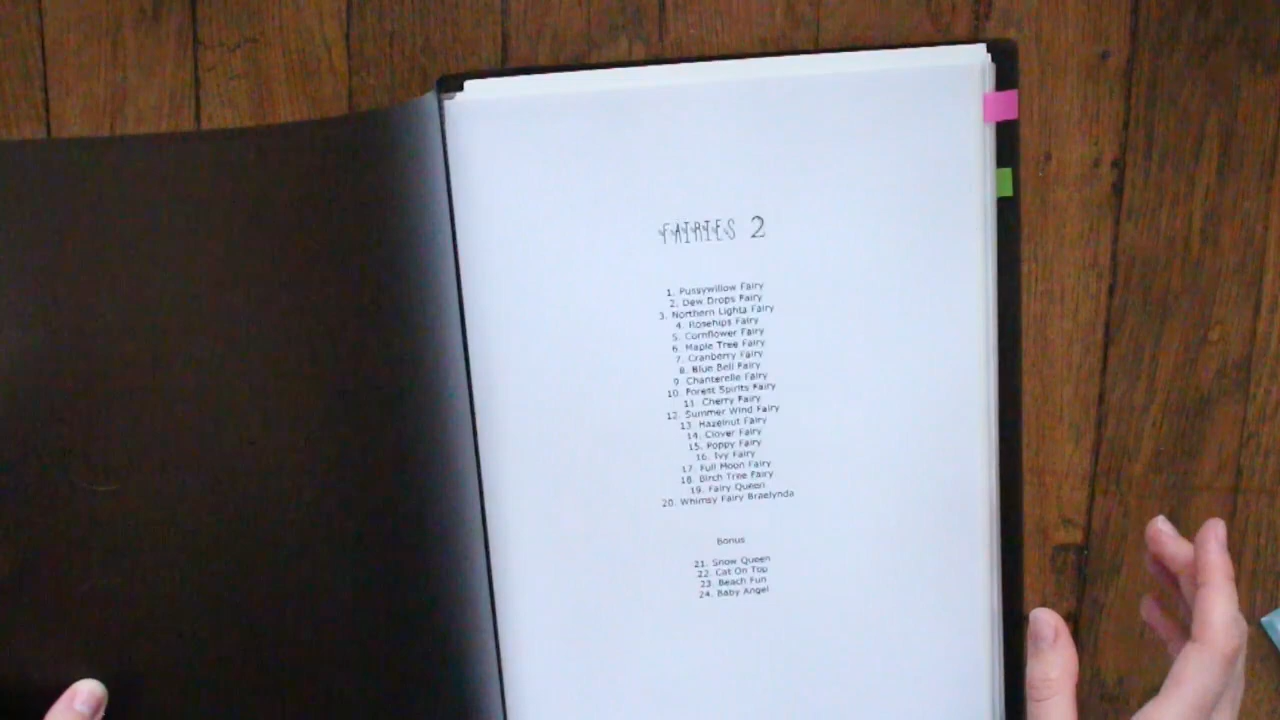 FAIRIES 2
1. Pussywillow Fairy
2. Dew Drops Fairy
3. Northern Lights Fairy
4. Rosehips Fairy
5. Cornflower Fairy
6. Maple Tree Fairy
7. Cranberry Fairy
8. Blue Bell Fairy
9. Chanterelle Fairy
10. Forest Spirits Fairy
11. Cherry Fairy
12. Summer Wind Fairy
13. Hazelnut Fairy
14. Clover Fairy
15. Poppy Fairy
16. Ivy Fairy
17. Full Moon Fairy
18. Birch Tree Fairy
19. Fairy Queen
20. Whimsy Fairy Braelynda
Bonus
21. Snow Queen
22. Cat On Top
23. Beach Fun
24. Baby Angel